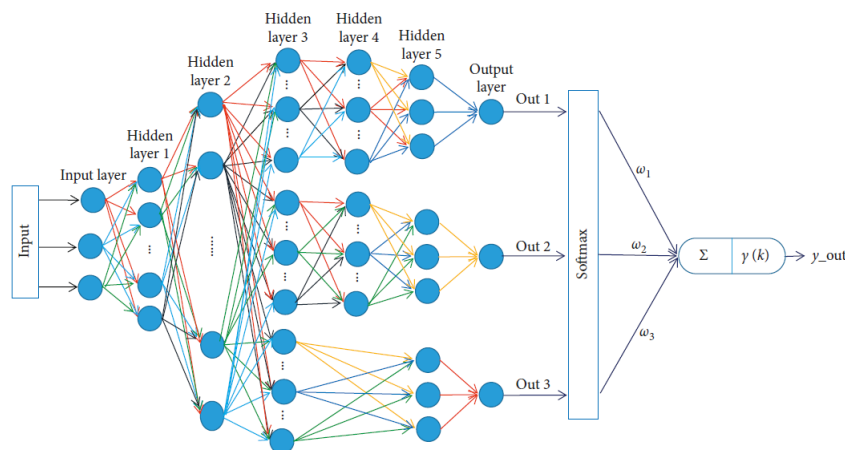 Input
Input layer
Hidden
layer 1
Hidden
layer 2
Hidden
layer 3
Hidden
layer 4
Hidden
layer 5
Output
layer
Out 1
Out 2
Out 3
Softmax
ω1
ω2
ω3
Σ
γ (k)
y_out